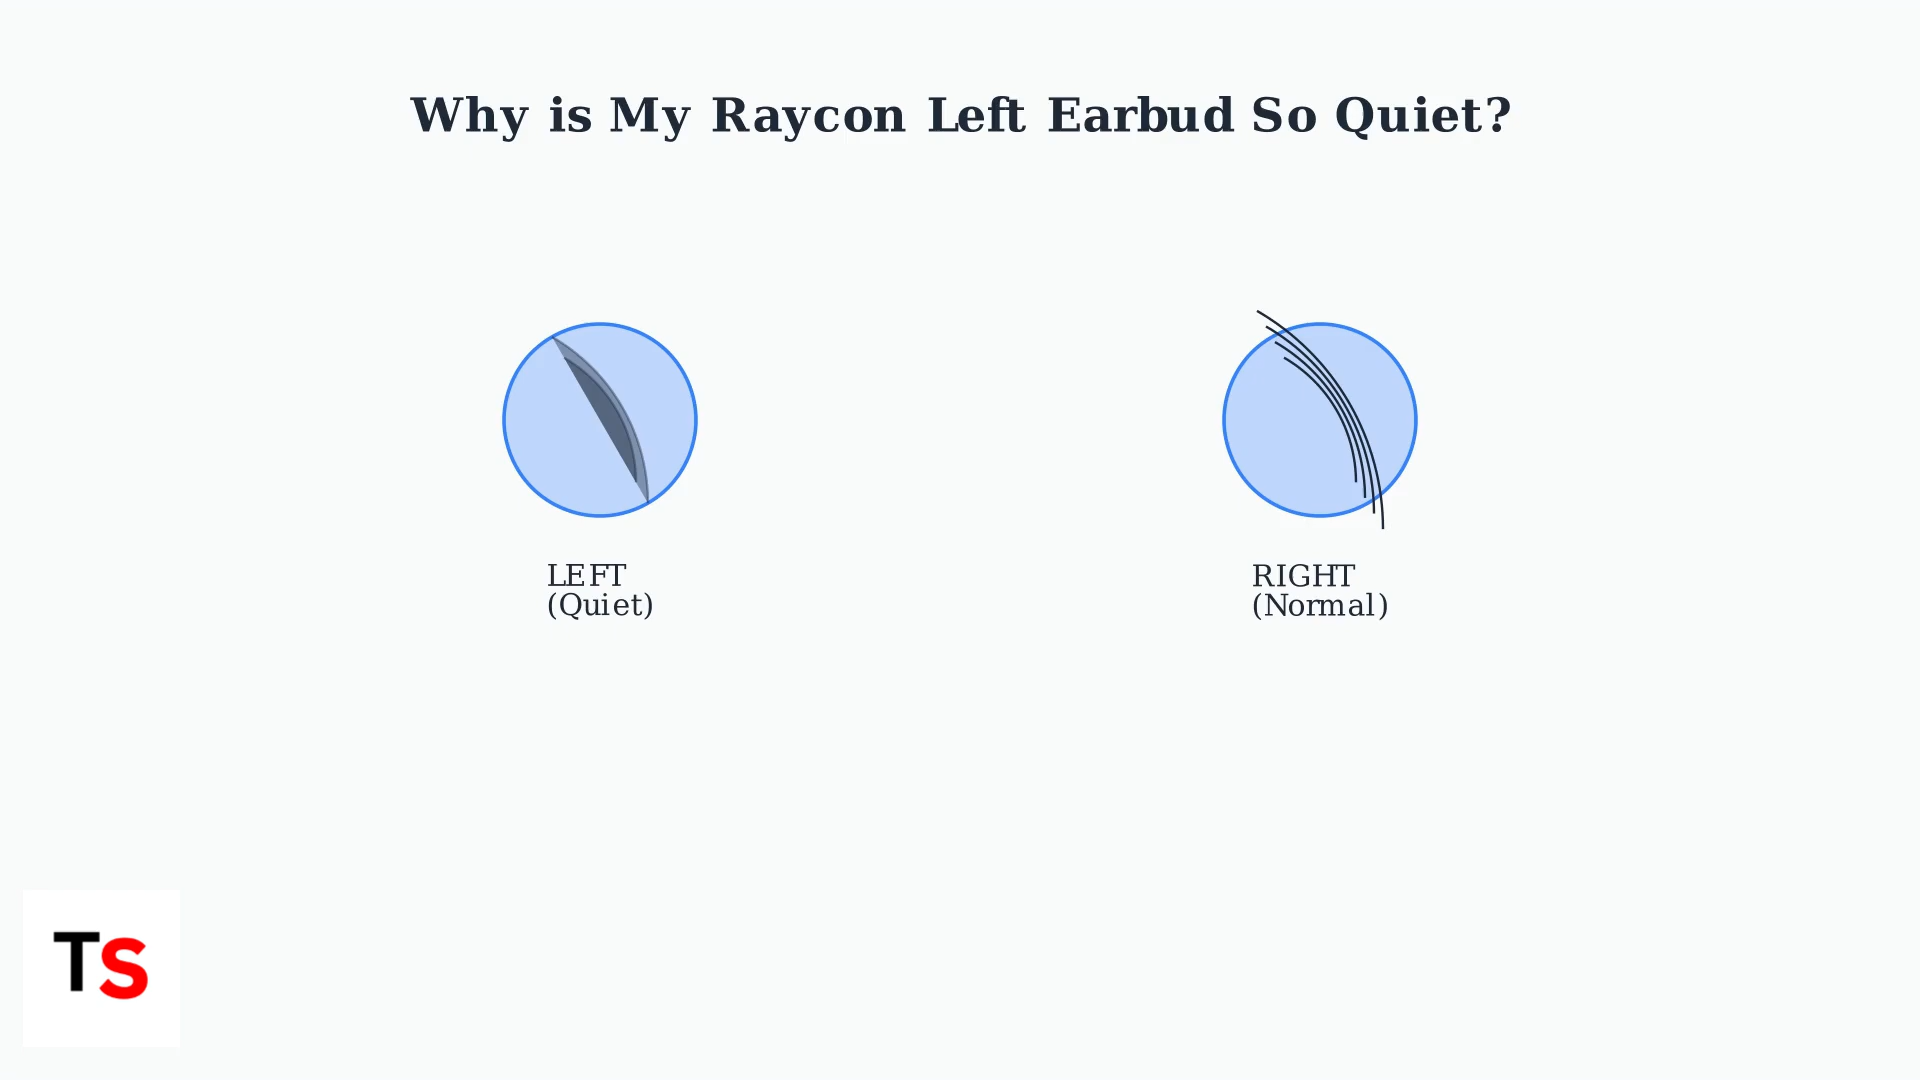 Why is My Raycon Left Earbud So Quiet?
LEFT
(Quiet)
RIGHT
(Normal)
TS